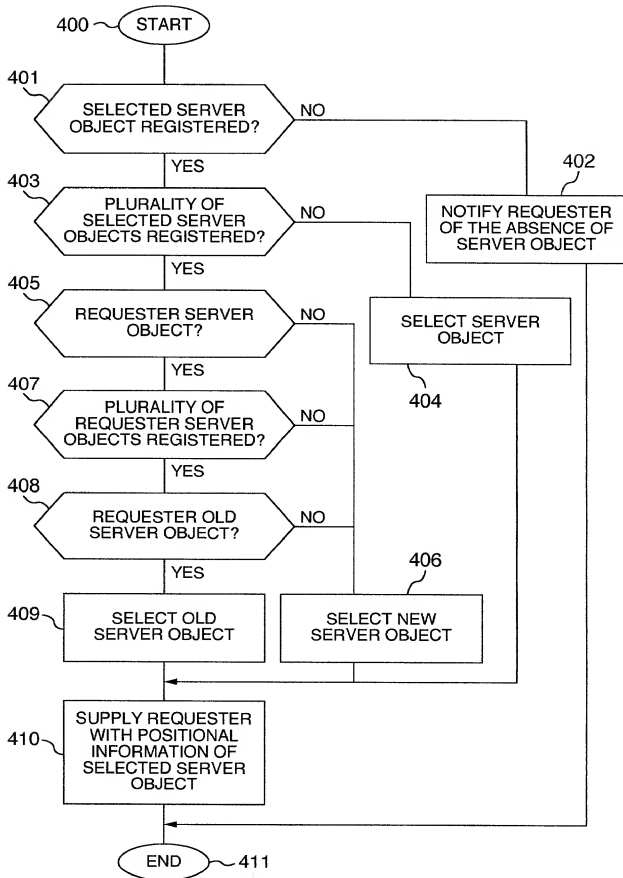 400
START
401
SELECTED SERVER
OBJECT REGISTERED?
NO
YES
402
NOTIFY REQUESTER
OF THE ABSENCE OF
SERVER OBJECT
403
PLURALITY OF
SELECTED SERVER
OBJECTS REGISTERED?
NO
YES
SELECT SERVER
OBJECT
404
405
REQUESTER SERVER
OBJECT?
NO
YES
407
PLURALITY OF
REQUESTER SERVER
OBJECTS REGISTERED?
NO
YES
408
REQUESTER OLD
SERVER OBJECT?
NO
YES
406
409
SELECT OLD
SERVER OBJECT
SELECT NEW
SERVER OBJECT
410
SUPPLY REQUESTER
WITH POSITIONAL
INFORMATION OF
SELECTED SERVER
OBJECT
END
411